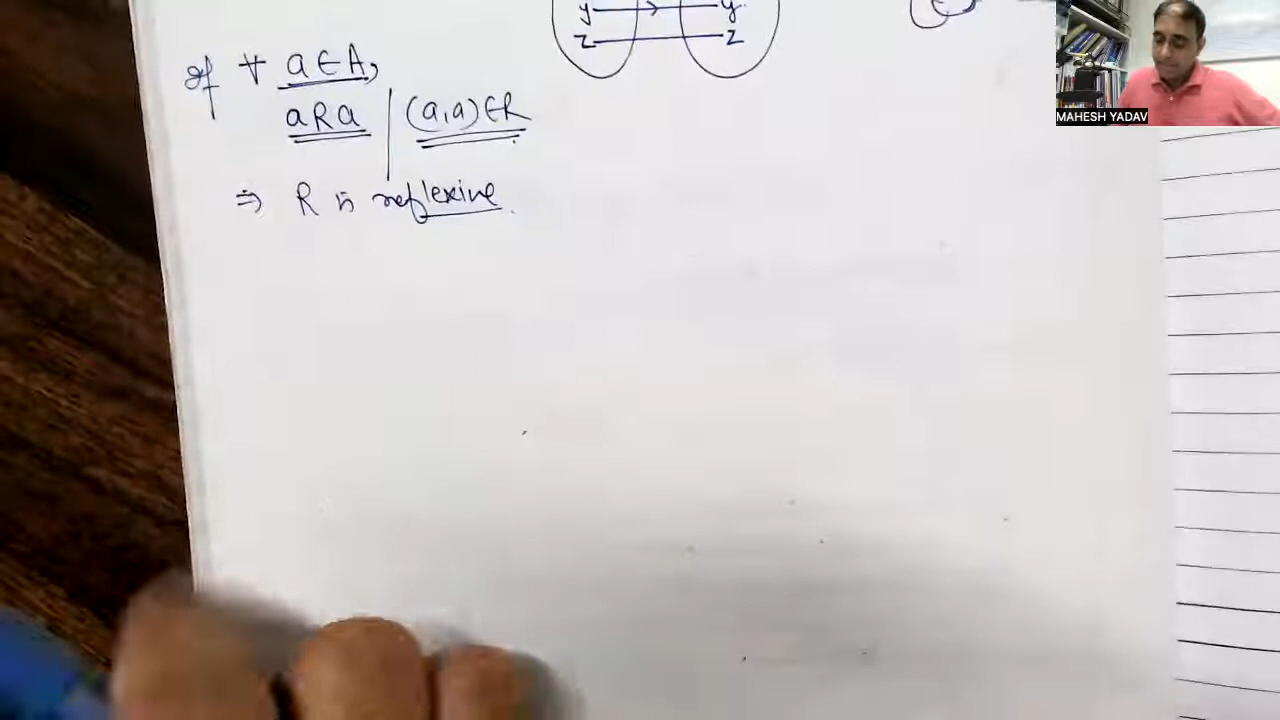 y y
z z
If ∀ a∈A,
aRa | (a,a)∈R
⇒ R is reflexive.
MAHESH YADAV